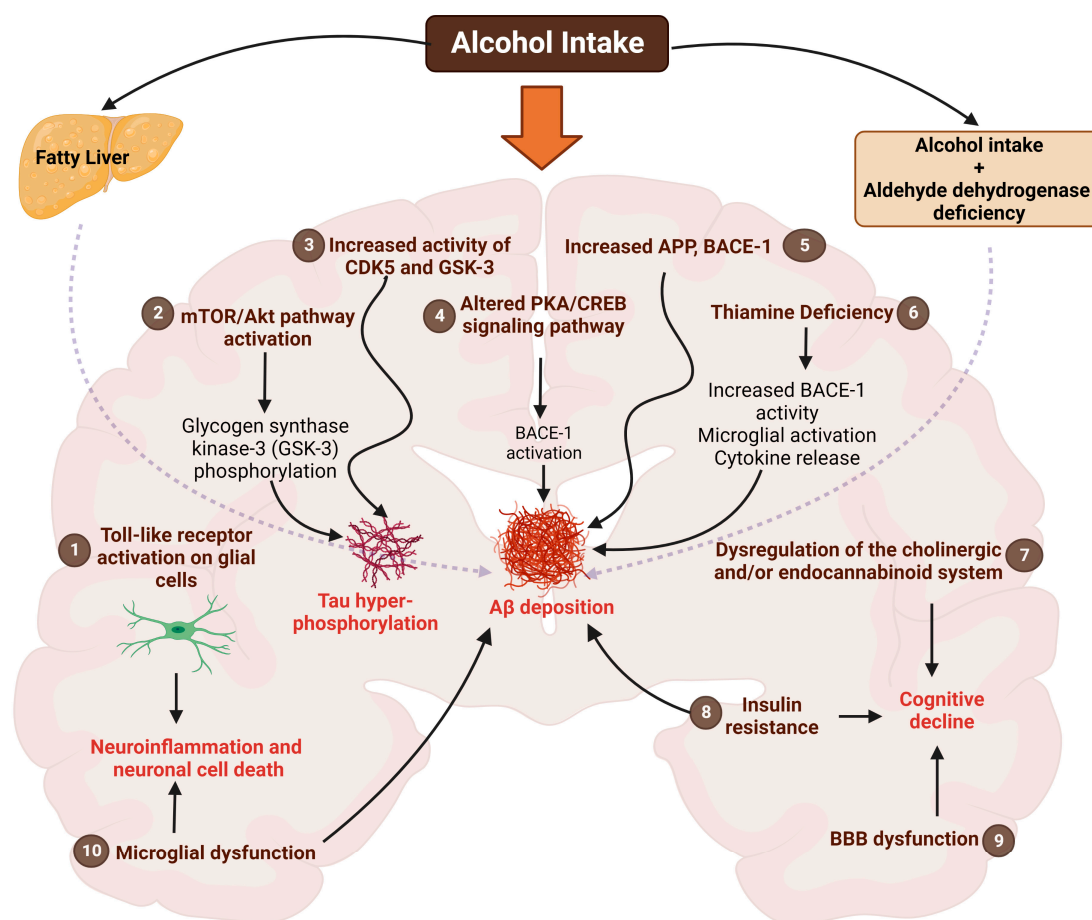 Alcohol Intake
Fatty Liver
Alcohol intake
+
Aldehyde dehydrogenase
deficiency
3
Increased activity of
CDK5 and GSK-3
Increased APP, BACE-1
5
2
mTOR/Akt pathway
activation
4
Altered PKA/CREB
signaling pathway
Thiamine Deficiency
6
Glycogen synthase
kinase-3 (GSK-3)
phosphorylation
BACE-1
activation
Increased BACE-1
activity
Microglial activation
Cytokine release
1
Toll-like receptor
activation on glial
cells
Tau hyper-
phosphorylation
Aβ deposition
Dysregulation of the cholinergic
and/or endocannabinoid system
7
Neuroinflammation and
neuronal cell death
8
Insulin
resistance
Cognitive
decline
10
Microglial dysfunction
BBB dysfunction
9